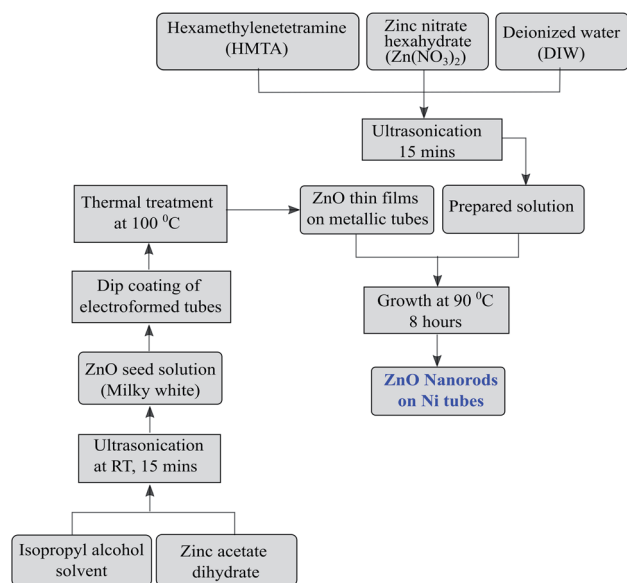 Hexamethylenetetramine
(HMTA)
Zinc nitrate
hexahydrate
(Zn(NO₃)₂)
Deionized water
(DIW)
Ultrasonication
15 mins
Thermal treatment
at 100 ⁰C
ZnO thin films
on metallic tubes
Prepared solution
Dip coating of
electroformed tubes
Growth at 90 ⁰C
8 hours
ZnO seed solution
(Milky white)
ZnO Nanorods
on Ni tubes
Ultrasonication
at RT, 15 mins
Isopropyl alcohol
solvent
Zinc acetate
dihydrate